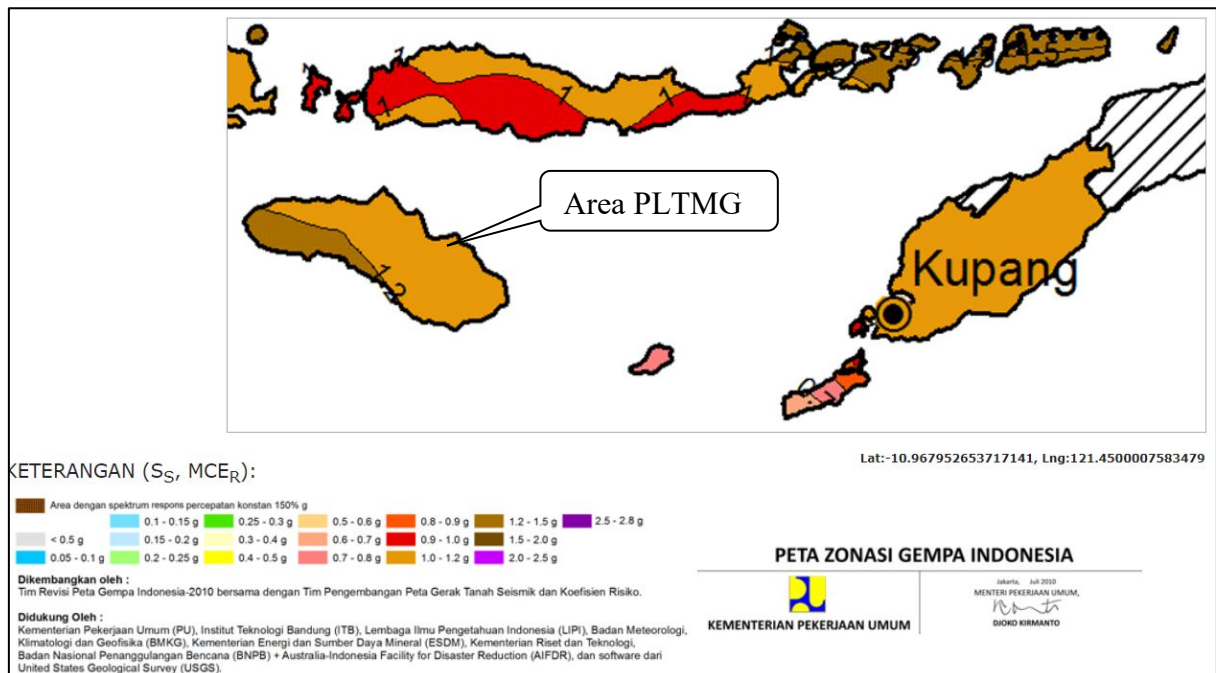 Area PLTMG
Kupang
1.2
Lat:-10.967952653717141, Lng:121.4500007583479
KETERANGAN (SS, MCER):
Area dengan spektrum respons percepatan konstan 150% g
0.1 - 0.15 g 0.25 - 0.3 g 0.5 - 0.6 g 0.8 - 0.9 g 1.2 - 1.5 g 2.5 - 2.8 g
< 0.5 g 0.15 - 0.2 g 0.3 - 0.4 g 0.6 - 0.7 g 0.9 - 1.0 g 1.5 - 2.0 g
0.05 - 0.1 g 0.2 - 0.25 g 0.4 - 0.5 g 0.7 - 0.8 g 1.0 - 1.2 g 2.0 - 2.5 g
Dikembangkan oleh :
Tim Revisi Peta Gempa Indonesia-2010 bersama dengan Tim Pengembangan Peta Gerak Tanah Seismik dan Koefisien Risiko.
Didukung Oleh :
Kementerian Pekerjaan Umum (PU), Institut Teknologi Bandung (ITB), Lembaga Ilmu Pengetahuan Indonesia (LIPI), Badan Meteorologi,
Klimatologi dan Geofisika (BMKG), Kementerian Energi dan Sumber Daya Mineral (ESDM), Kementerian Riset dan Teknologi,
Badan Nasional Penanggulangan Bencana (BNPB) + Australia-Indonesia Facility for Disaster Reduction (AIFDR), dan software dari
United States Geological Survey (USGS).
PETA ZONASI GEMPA INDONESIA
KEMENTERIAN PEKERJAAN UMUM
Jakarta, Juli 2010
MENTERI PEKERJAAN UMUM,
DJOKO KIRMANTO